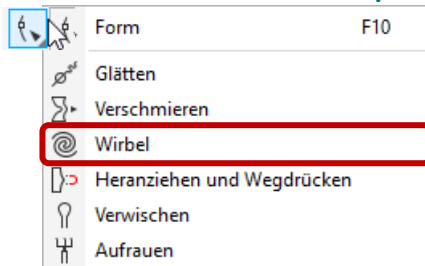 Form F10
Glätten
Verschmieren
Wirbel
Heranziehen und Wegdrücken
Verwischen
Aufrauen